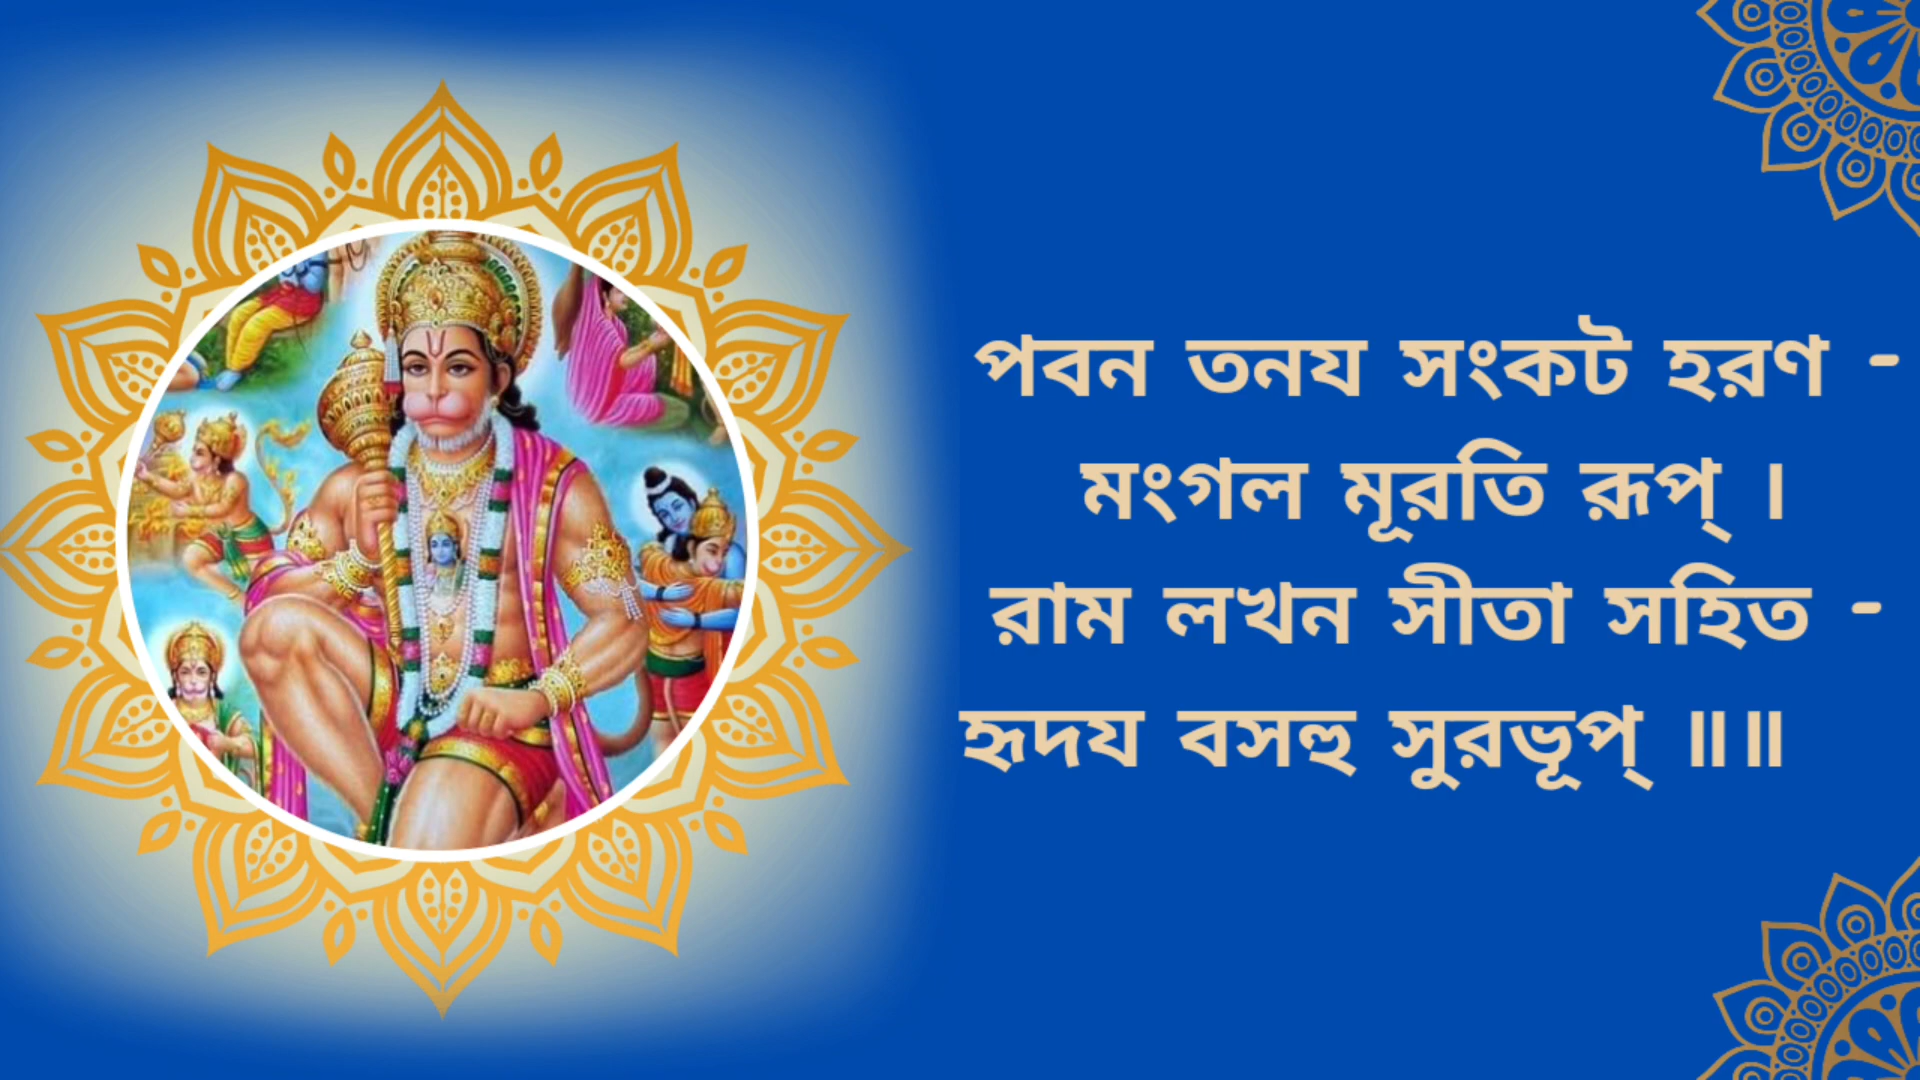 পবন তনয সংকট হরণ -
মংগল মূরতি রূপ্ ।
রাম লখন সীতা সহিত -
হৃদয বসহু সুরভূপ্ ॥॥